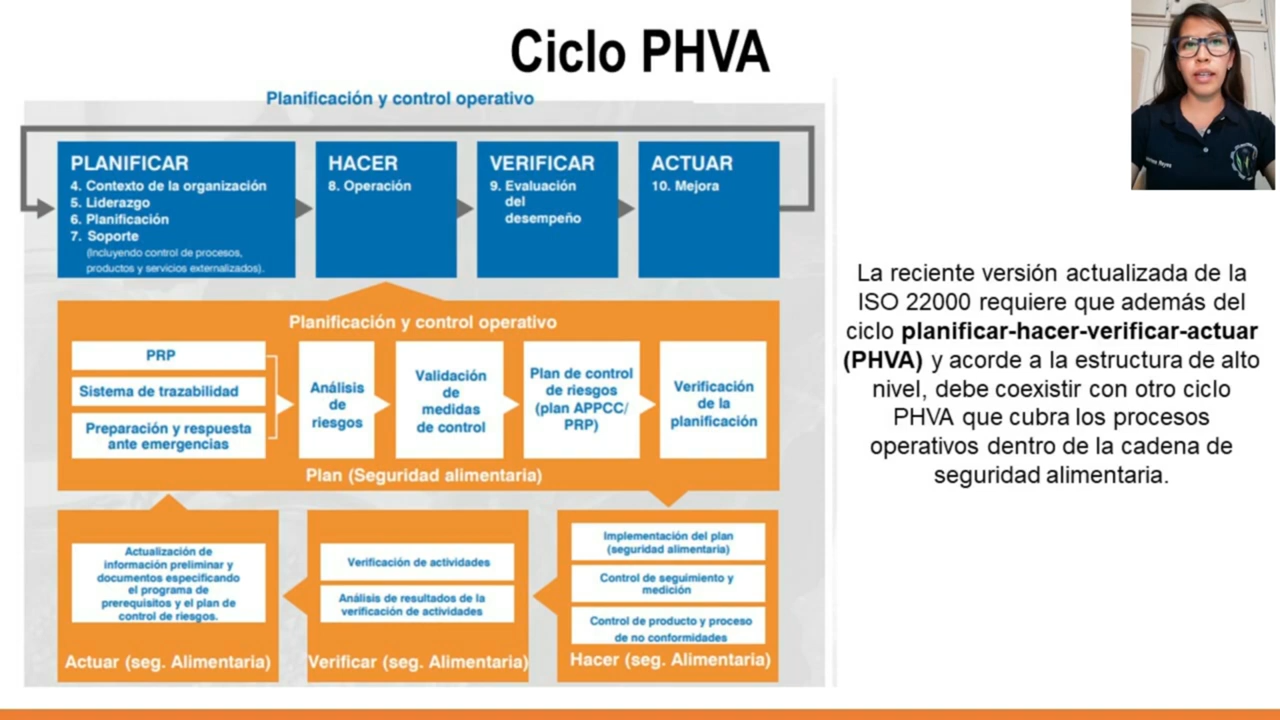 Ciclo PHVA
Planificación y control operativo
PLANIFICAR
4. Contexto de la organización
5. Liderazgo
6. Planificación
7. Soporte
(Incluyendo control de procesos,
productos y servicios externalizados).
HACER
8. Operación
VERIFICAR
9. Evaluación
del
desempeño
ACTUAR
10. Mejora
Planificación y control operativo
PRP
Sistema de trazabilidad
Preparación y respuesta
ante emergencias
Análisis
de
riesgos
Validación
de
medidas
de control
Plan de control
de riesgos
(plan APPCC/
PRP)
Verificación
de la
planificación
Plan (Seguridad alimentaria)
Actualización de
información preliminar y
documentos especificando
el programa de
prerequisitos y el plan de
control de riesgos.
Actuar (seg. Alimentaria)
Verificación de actividades
Análisis de resultados de la
verificación de actividades
Verificar (seg. Alimentaria)
Implementación del plan
(seguridad alimentaria)
Control de seguimiento y
medición
Control de producto y proceso
de no conformidades
Hacer (seg. Alimentaria)
La reciente versión actualizada de la
ISO 22000 requiere que además del
ciclo planificar-hacer-verificar-actuar
(PHVA) y acorde a la estructura de alto
nivel, debe coexistir con otro ciclo
PHVA que cubra los procesos
operativos dentro de la cadena de
seguridad alimentaria.